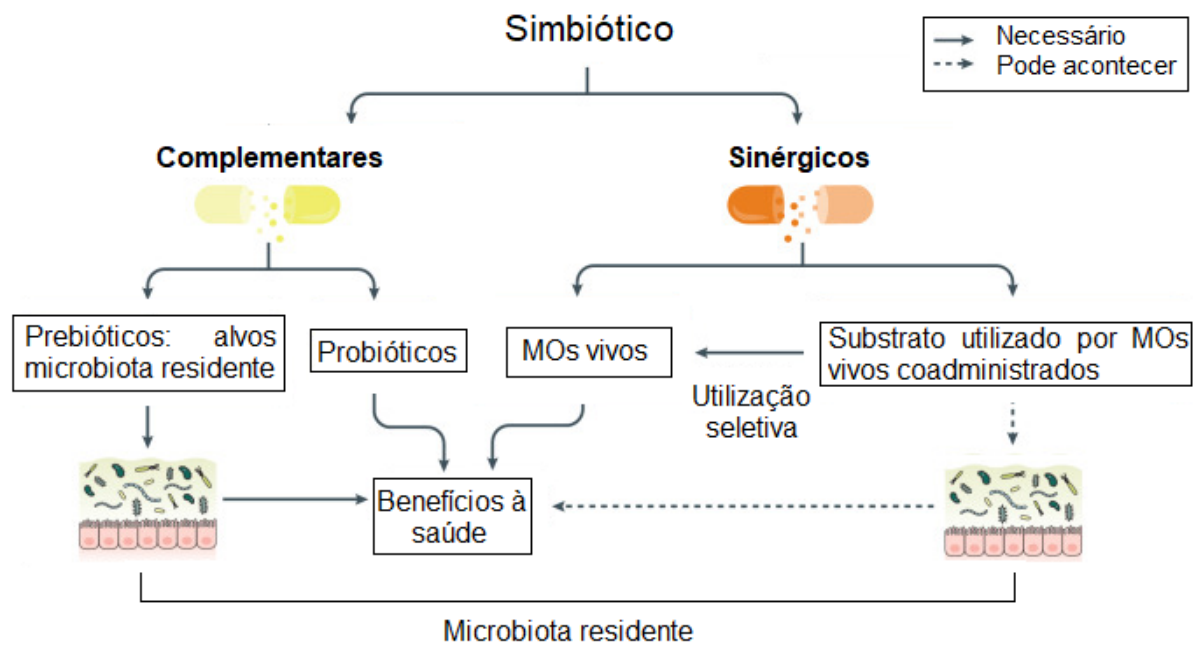 Simbiótico
Necessário
Pode acontecer
Complementares
Sinérgicos
Prebióticos: alvos
microbiota residente
Probióticos
MOs vivos
Substrato utilizado por MOs
vivos coadministrados
Utilização
seletiva
Benefícios à
saúde
Microbiota residente